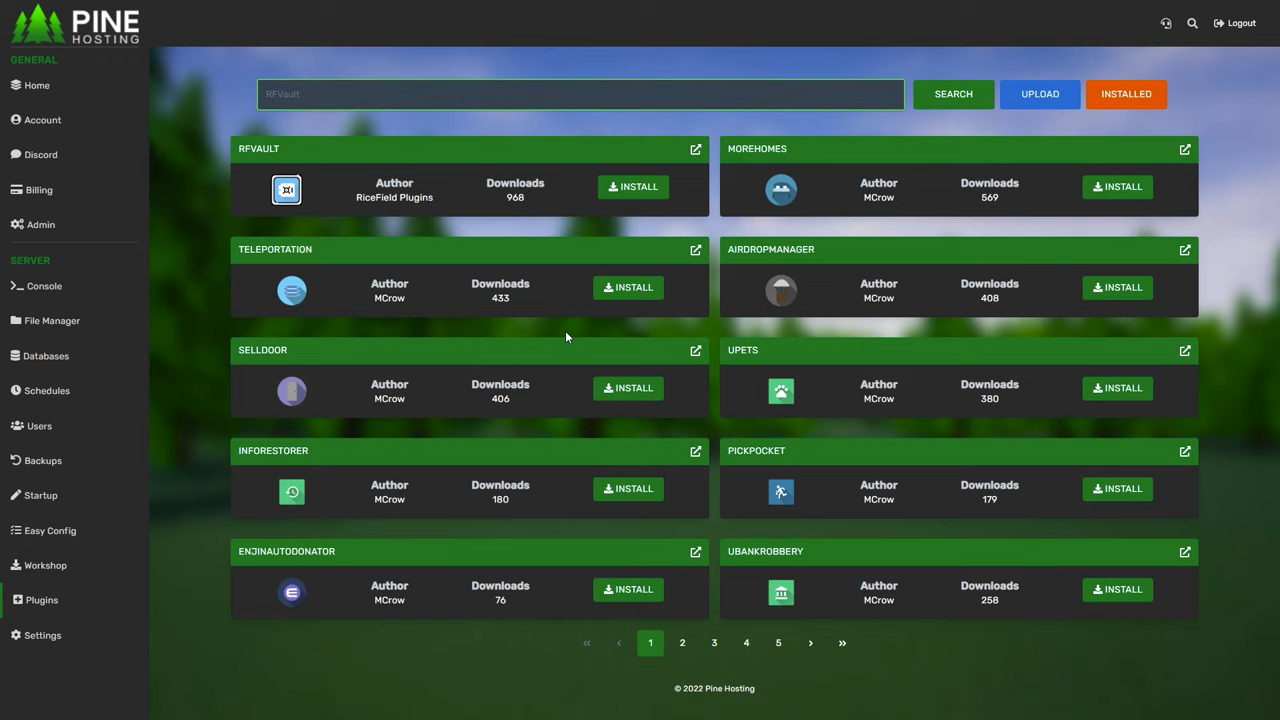 PINE
HOSTING
Logout
GENERAL
Home
Account
Discord
Billing
Admin
SERVER
Console
File Manager
Databases
Schedules
Users
Backups
Startup
Easy Config
Workshop
Plugins
Settings
RFVault
SEARCH
UPLOAD
INSTALLED
RFVAULT
Author
RiceField Plugins
Downloads
968
INSTALL
MOREHOMES
Author
MCrow
Downloads
569
INSTALL
TELEPORTATION
Author
MCrow
Downloads
433
INSTALL
AIRDROPMANAGER
Author
MCrow
Downloads
408
INSTALL
SELLDOOR
Author
MCrow
Downloads
406
INSTALL
UPETS
Author
MCrow
Downloads
380
INSTALL
INFORESTORER
Author
MCrow
Downloads
180
INSTALL
PICKPOCKET
Author
MCrow
Downloads
179
INSTALL
ENJINAUTODONATOR
Author
MCrow
Downloads
76
INSTALL
UBANKROBBERY
Author
MCrow
Downloads
258
INSTALL
« ‹ 1 2 3 4 5 › »
© 2022 Pine Hosting